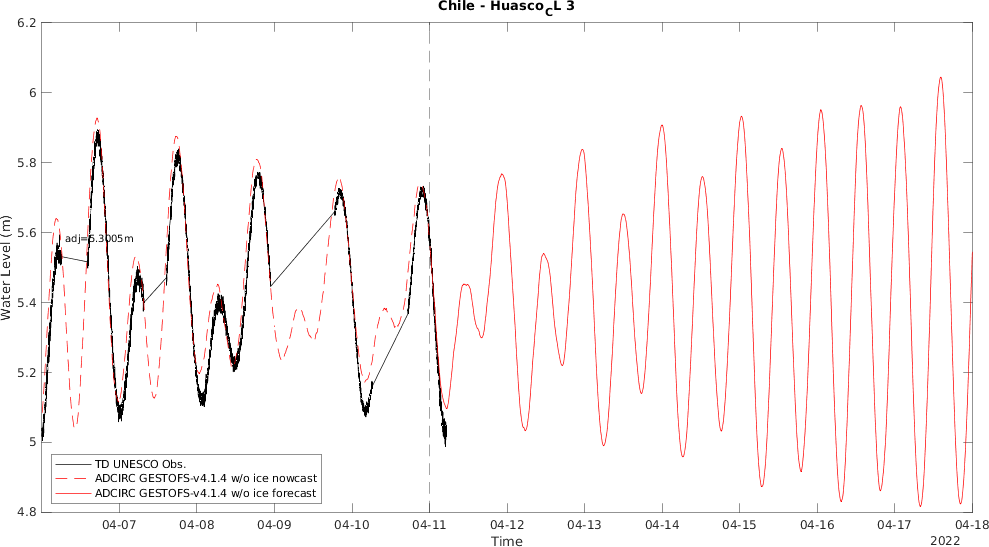 Chile - Huasco_CL 3
6.2
6
5.8
5.6
5.4
5.2
5
4.8
Water Level (m)
adj=5.3005m
TD UNESCO Obs.
ADCIRC GESTOFS-v4.1.4 w/o ice nowcast
ADCIRC GESTOFS-v4.1.4 w/o ice forecast
04-07 04-08 04-09 04-10 04-11 04-12 04-13 04-14 04-15 04-16 04-17 04-18
Time
2022